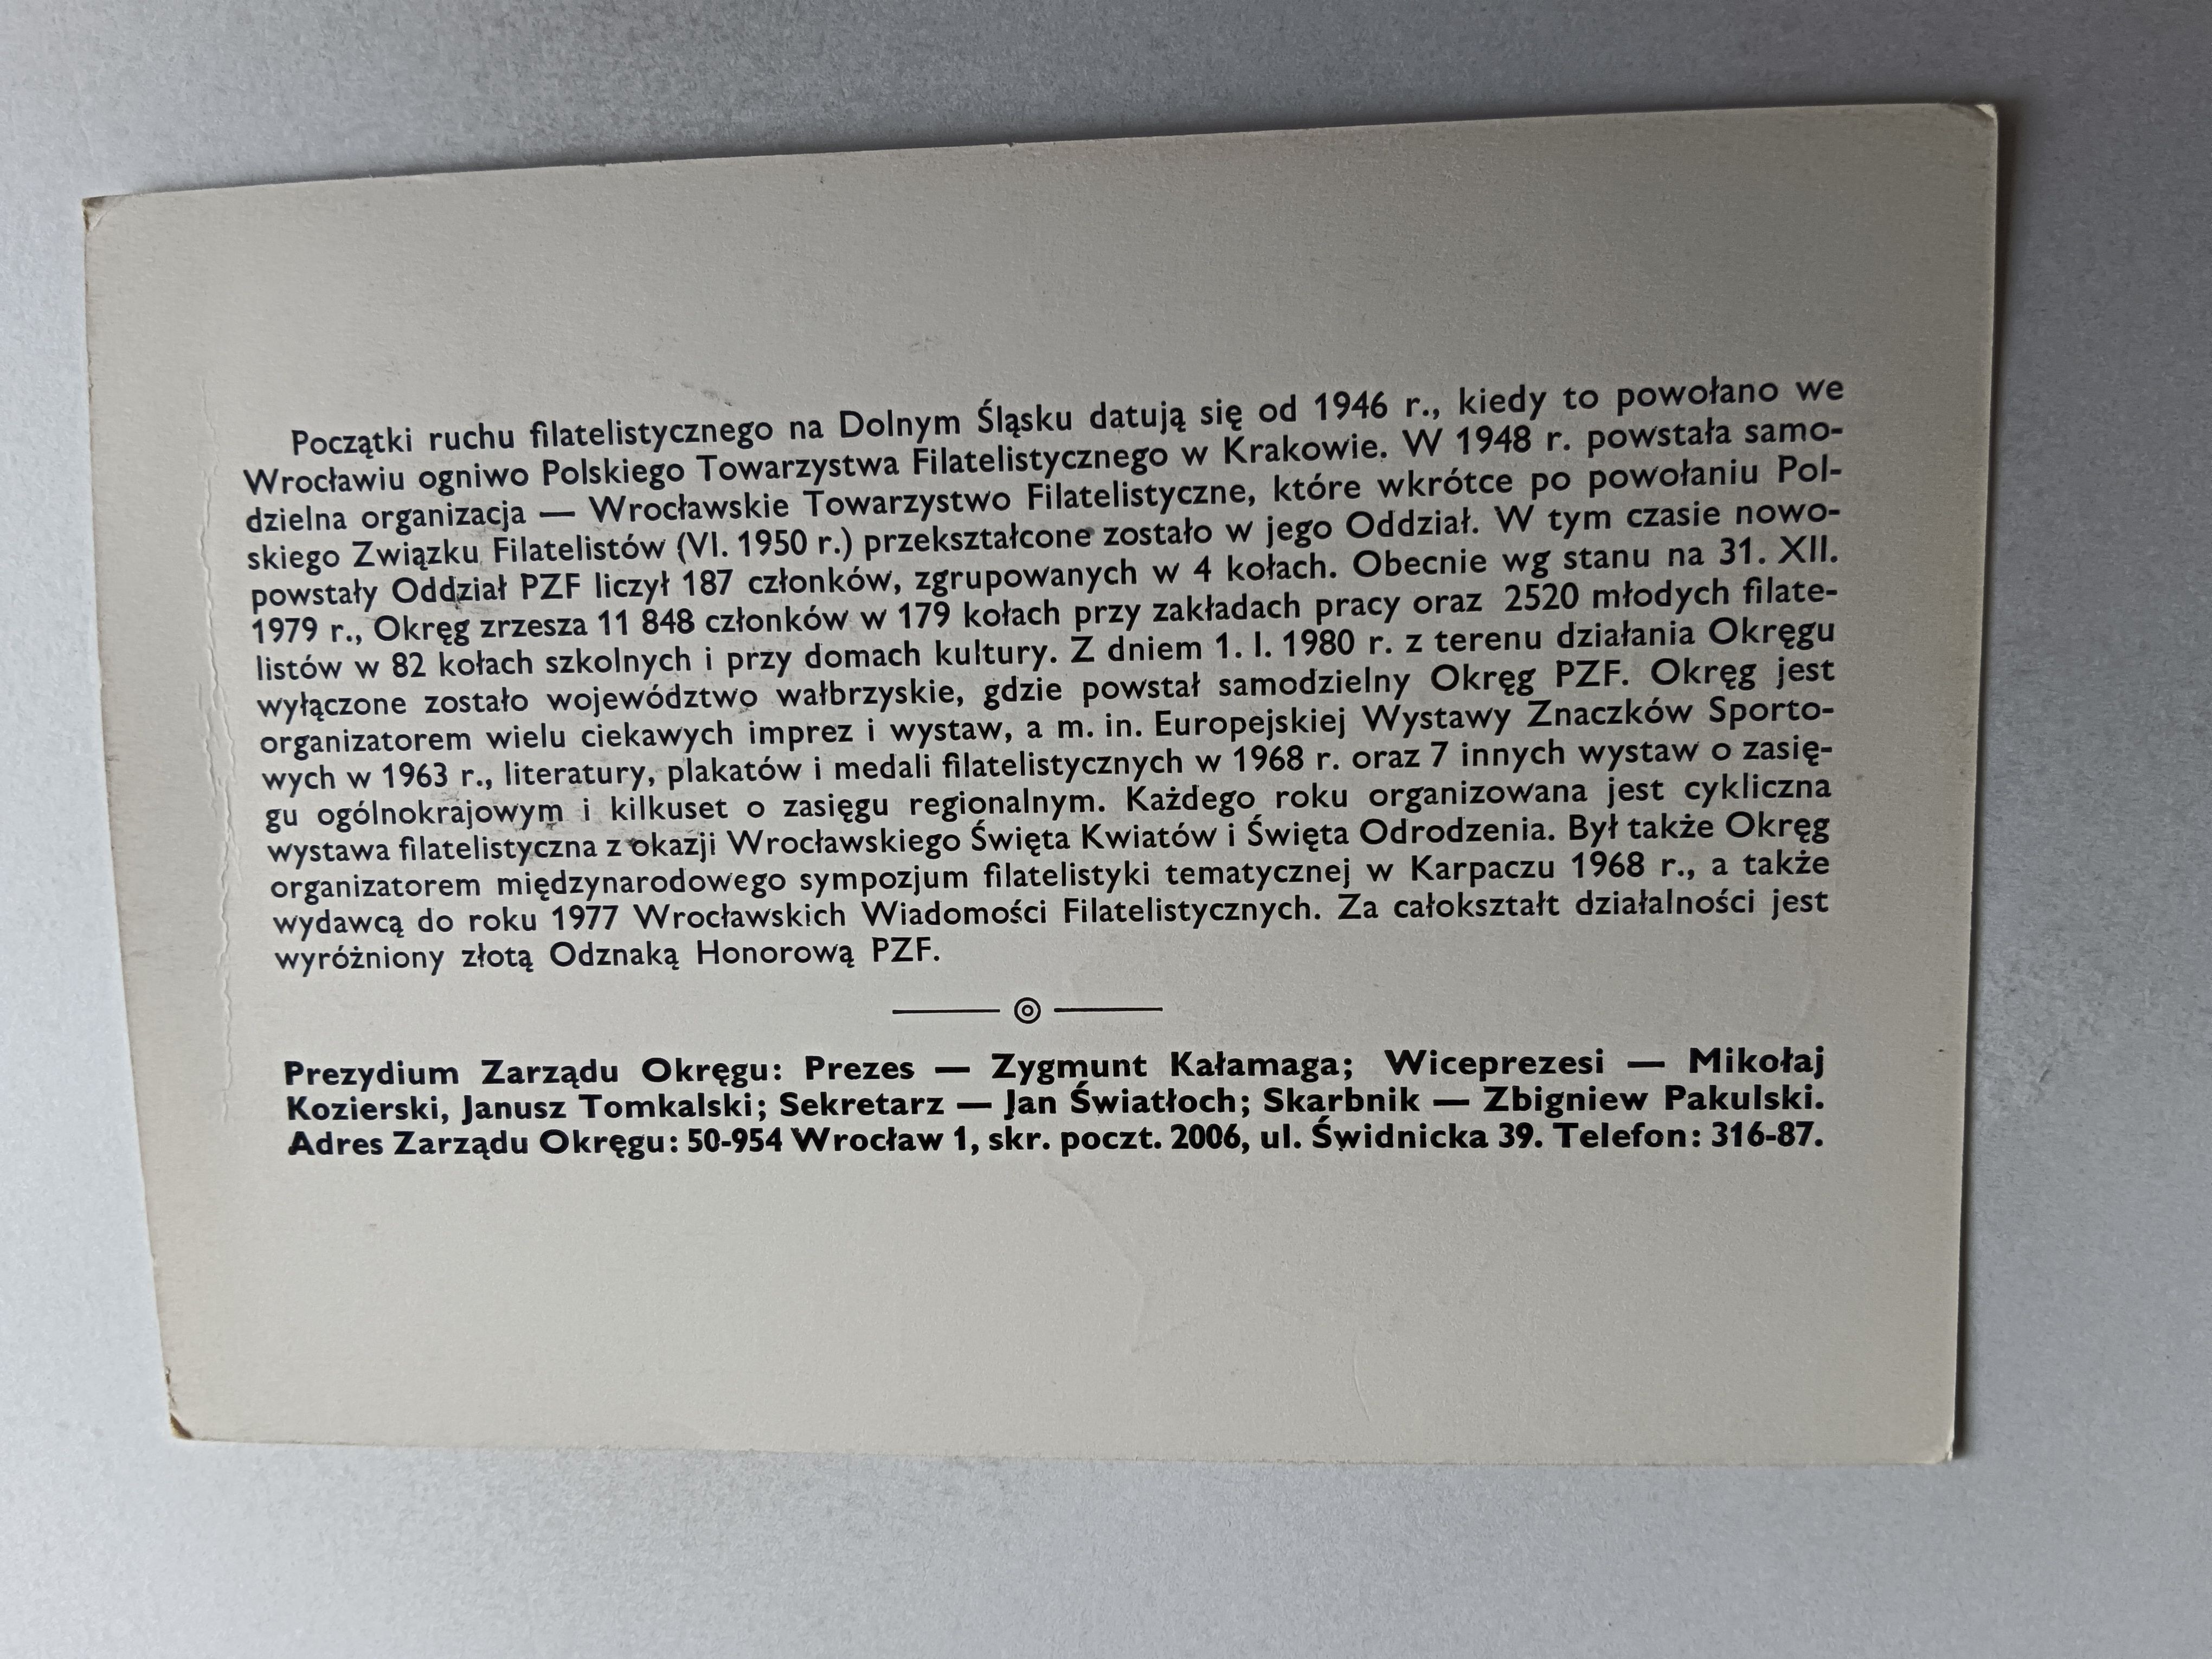 Początki ruchu filatelistycznego na Dolnym Śląsku datują się od 1946 r., kiedy to powołano we
Wrocławiu ogniwo Polskiego Towarzystwa Filatelistycznego w Krakowie. W 1948 r. powstała samo-
dzielna organizacja — Wrocławskie Towarzystwo Filatelistyczne, które wkrótce po powołaniu Pol-
skiego Związku Filatelistów (VI. 1950 r.) przekształcone zostało w jego Oddział. W tym czasie nowo-
powstały Oddział PZF liczył 187 członków, zgrupowanych w 4 kołach. Obecnie wg stanu na 31. XII.
1979 r., Okręg zrzesza 11 848 członków w 179 kołach przy zakładach pracy oraz 2520 młodych filate-
listów w 82 kołach szkolnych i przy domach kultury. Z dniem 1. I. 1980 r. z terenu działania Okręgu
wyłączone zostało województwo wałbrzyskie, gdzie powstał samodzielny Okręg PZF. Okręg jest
organizatorem wielu ciekawych imprez i wystaw, a m. in. Europejskiej Wystawy Znaczków Sporto-
wych w 1963 r., literatury, plakatów i medali filatelistycznych w 1968 r. oraz 7 innych wystaw o zasię-
gu ogólnokrajowym i kilkuset o zasięgu regionalnym. Każdego roku organizowana jest cykliczna
wystawa filatelistyczna z okazji Wrocławskiego Święta Kwiatów i Święta Odrodzenia. Był także Okręg
organizatorem międzynarodowego sympozjum filatelistyki tematycznej w Karpaczu 1968 r., a także
wydawcą do roku 1977 Wrocławskich Wiadomości Filatelistycznych. Za całokształt działalności jest
wyróżniony złotą Odznaką Honorową PZF.
Prezydium Zarządu Okręgu: Prezes — Zygmunt Kałamaga; Wiceprezesi — Mikołaj
Kozierski, Janusz Tomkalski; Sekretarz — Jan Światłoch; Skarbnik — Zbigniew Pakulski.
Adres Zarządu Okręgu: 50-954 Wrocław 1, skr. poczt. 2006, ul. Świdnicka 39. Telefon: 316-87.